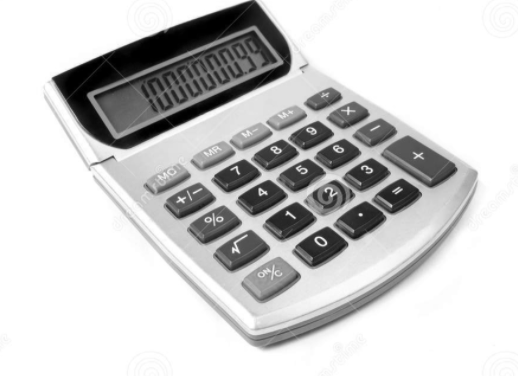 MC MR M− M+ ÷
+/− 7 8 9 ×
% 4 5 6 −
√ 1 2 3 +
ON/C 0 · =